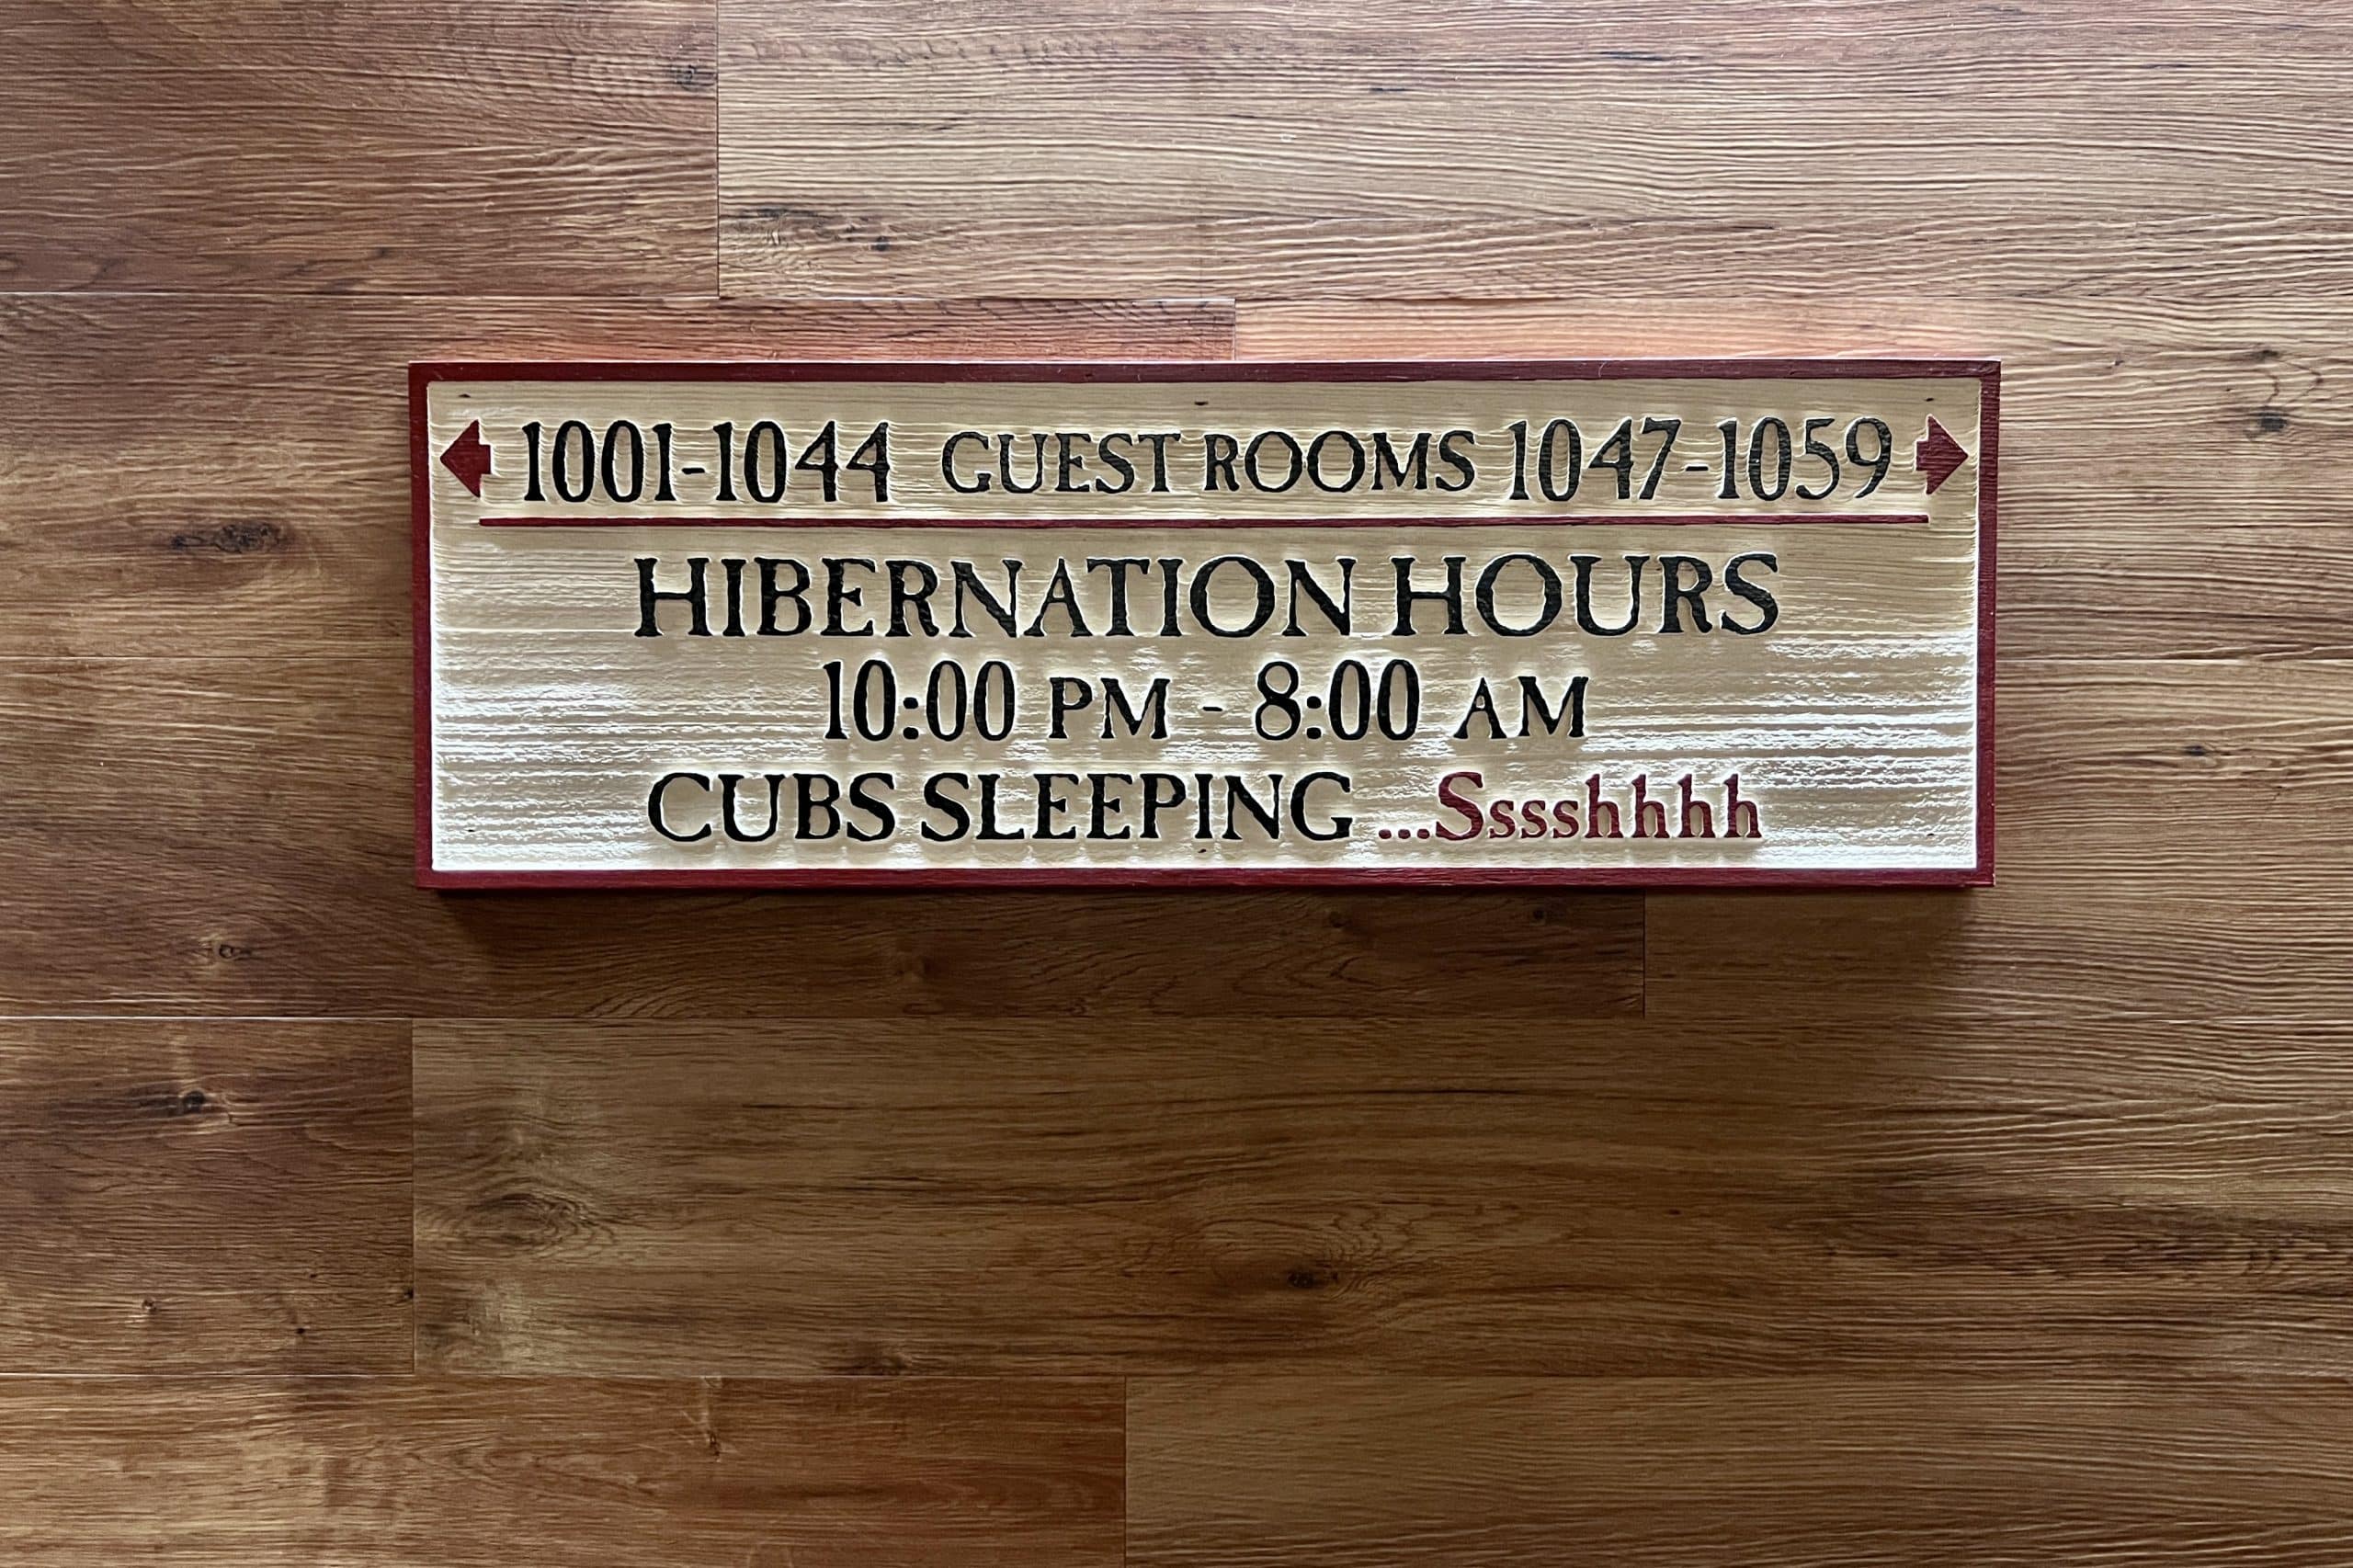 1001-1044 GUEST ROOMS 1047-1059
HIBERNATION HOURS
10:00 PM - 8:00 AM
CUBS SLEEPING ...Sssshhhh